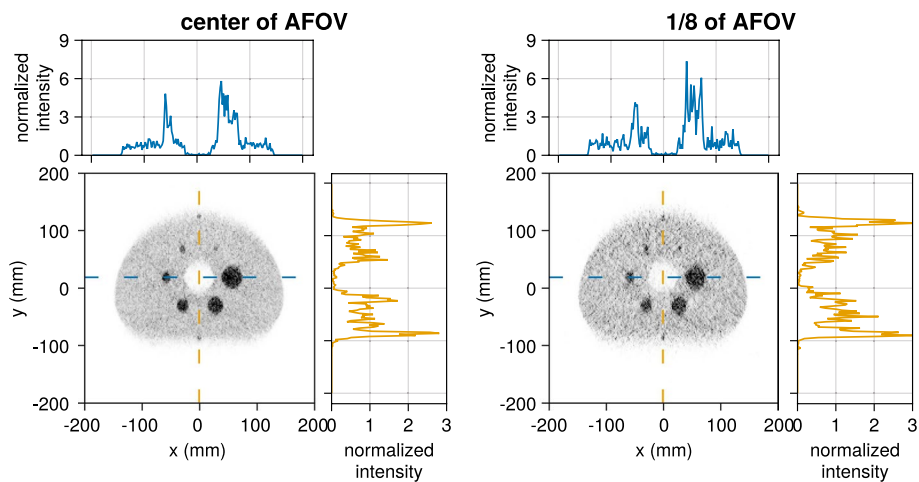 center of AFOV
1/8 of AFOV
normalized
intensity
9
6
3
0
normalized
intensity
9
6
3
0
y (mm)
200
100
0
-100
-200
-200
-100
0
100
200
x (mm)
0
1
2
3
normalized
intensity
y (mm)
200
100
0
-100
-200
-200
-100
0
100
200
x (mm)
0
1
2
3
normalized
intensity